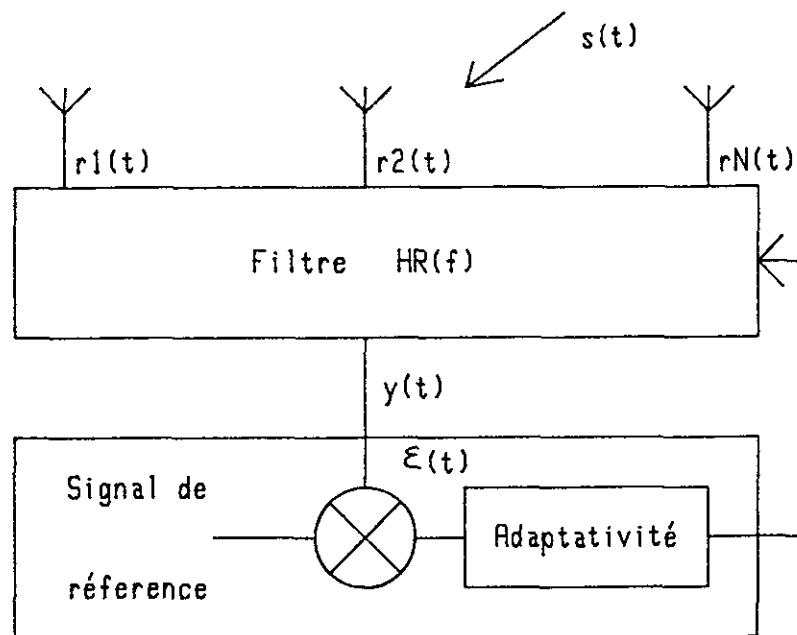 s(t)
r1(t) r2(t) rN(t)
Filtre HR(f)
y(t)
ε(t)
Signal de
réference
Adaptativité